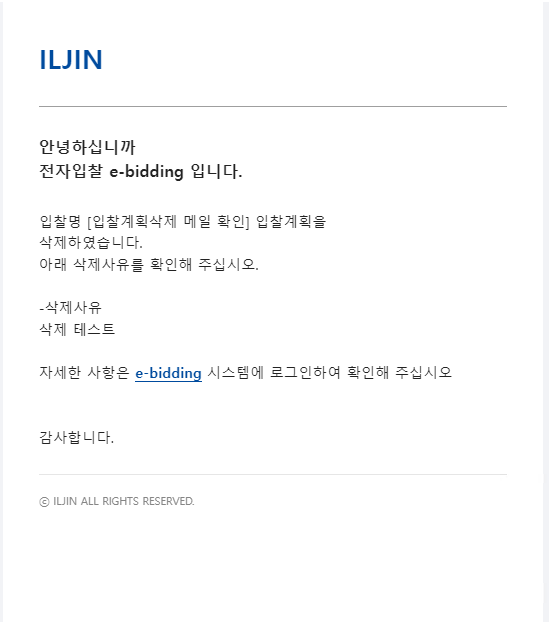 ILJIN
안녕하십니까
전자입찰 e-bidding 입니다.
입찰명 [입찰계획삭제 메일 확인] 입찰계획을
삭제하였습니다.
아래 삭제사유를 확인해 주십시오.
-삭제사유
삭제 테스트
자세한 사항은 e-bidding 시스템에 로그인하여 확인해 주십시오
감사합니다.
ⓒ ILJIN ALL RIGHTS RESERVED.